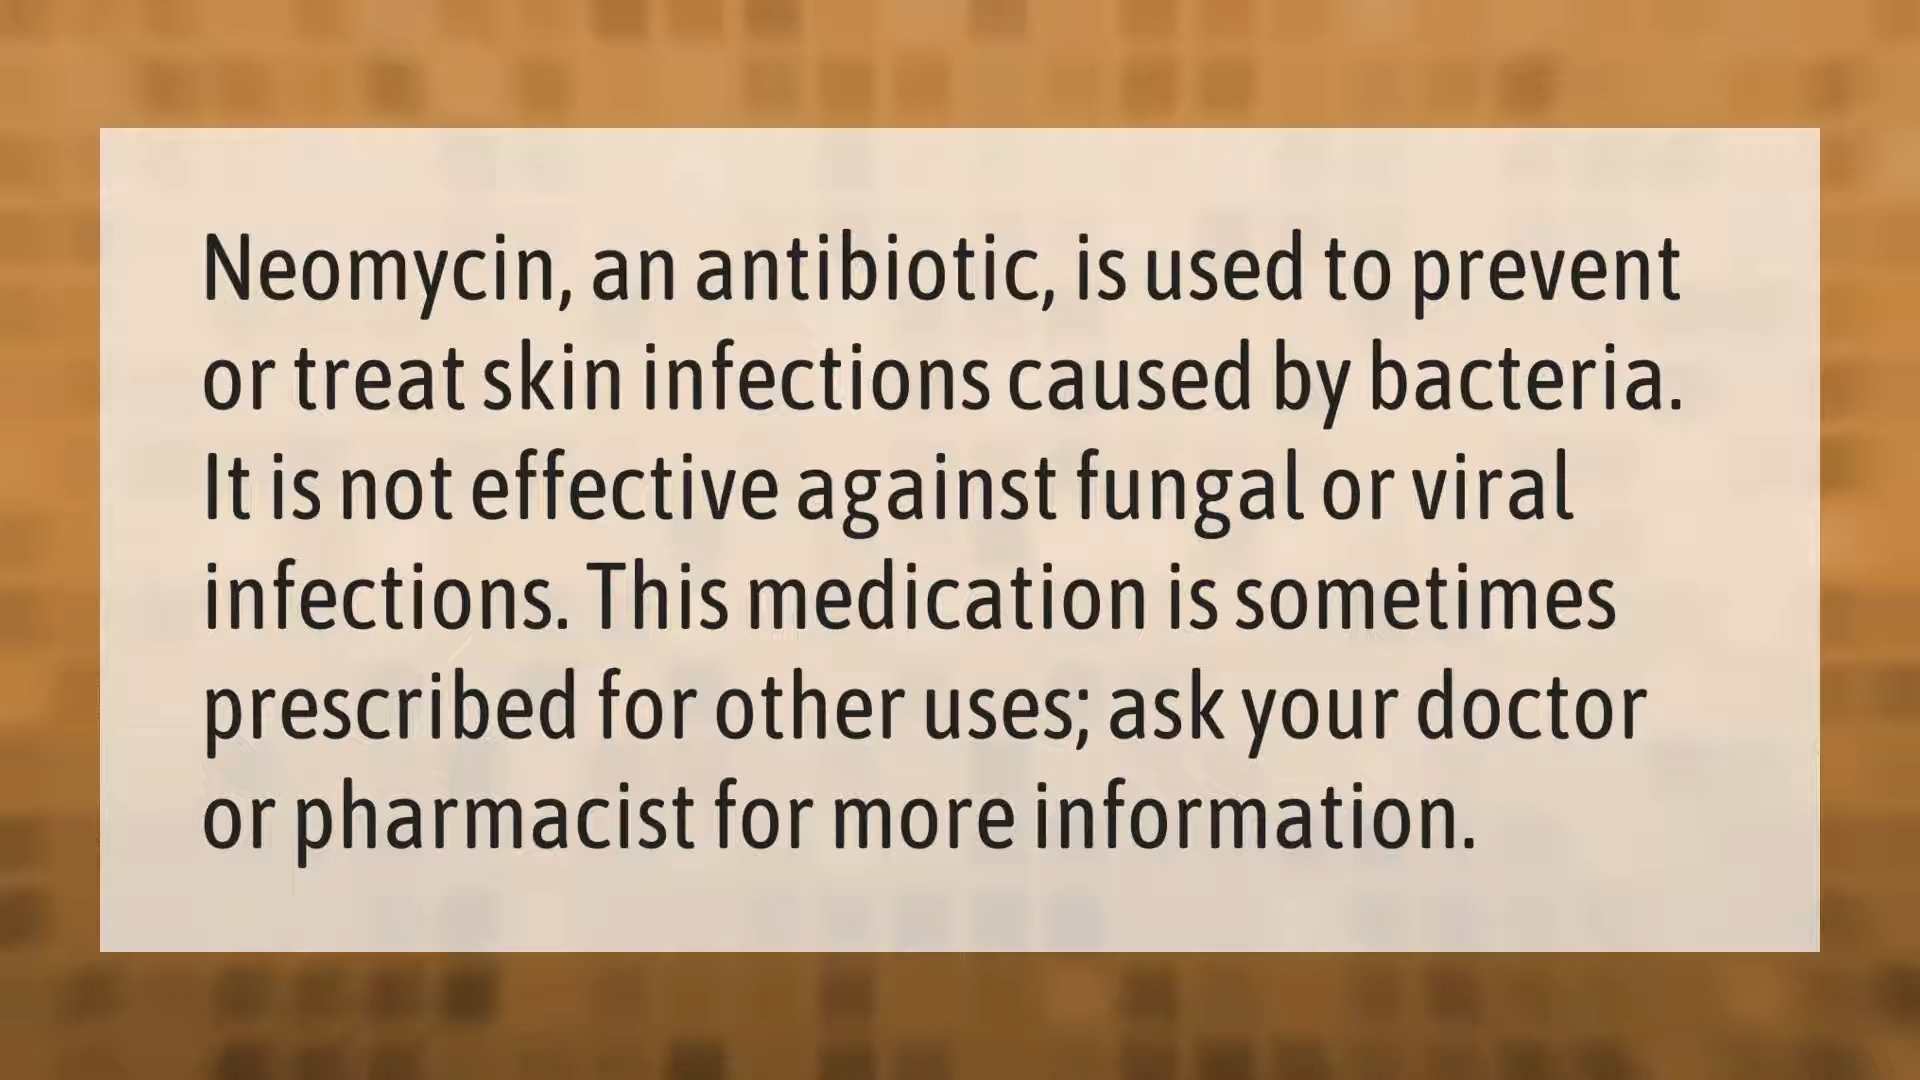 Neomycin, an antibiotic, is used to prevent
or treat skin infections caused by bacteria.
It is not effective against fungal or viral
infections. This medication is sometimes
prescribed for other uses; ask your doctor
or pharmacist for more information.